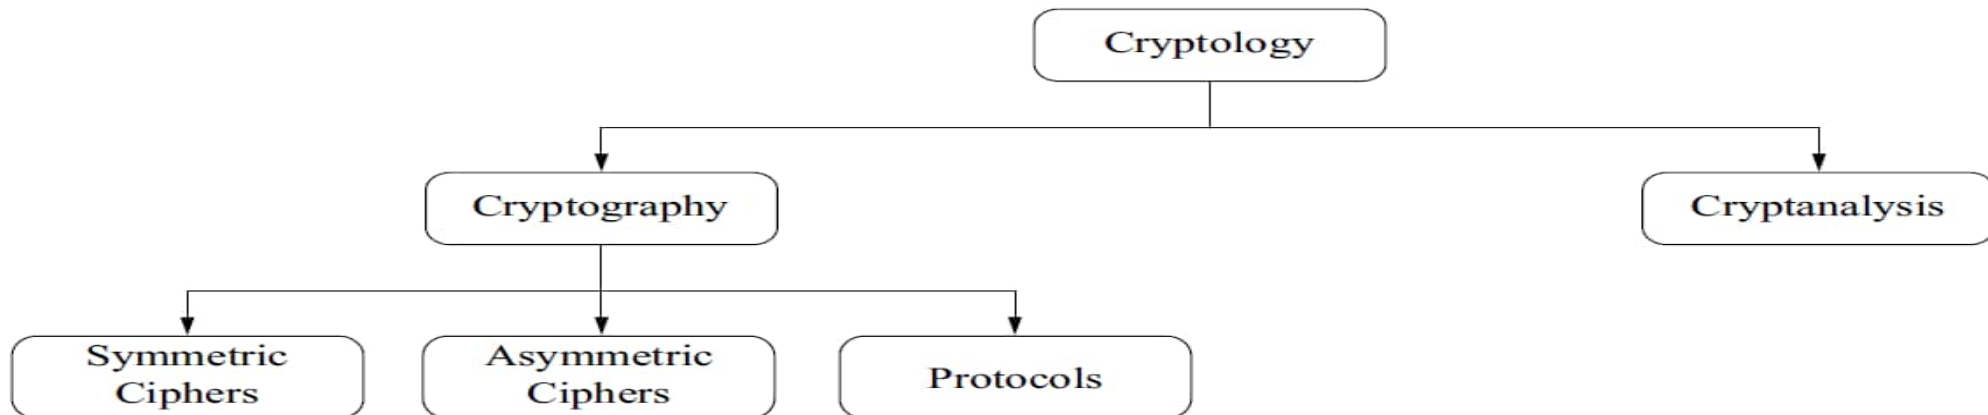 Cryptology
Cryptography
Cryptanalysis
Symmetric
Ciphers
Asymmetric
Ciphers
Protocols